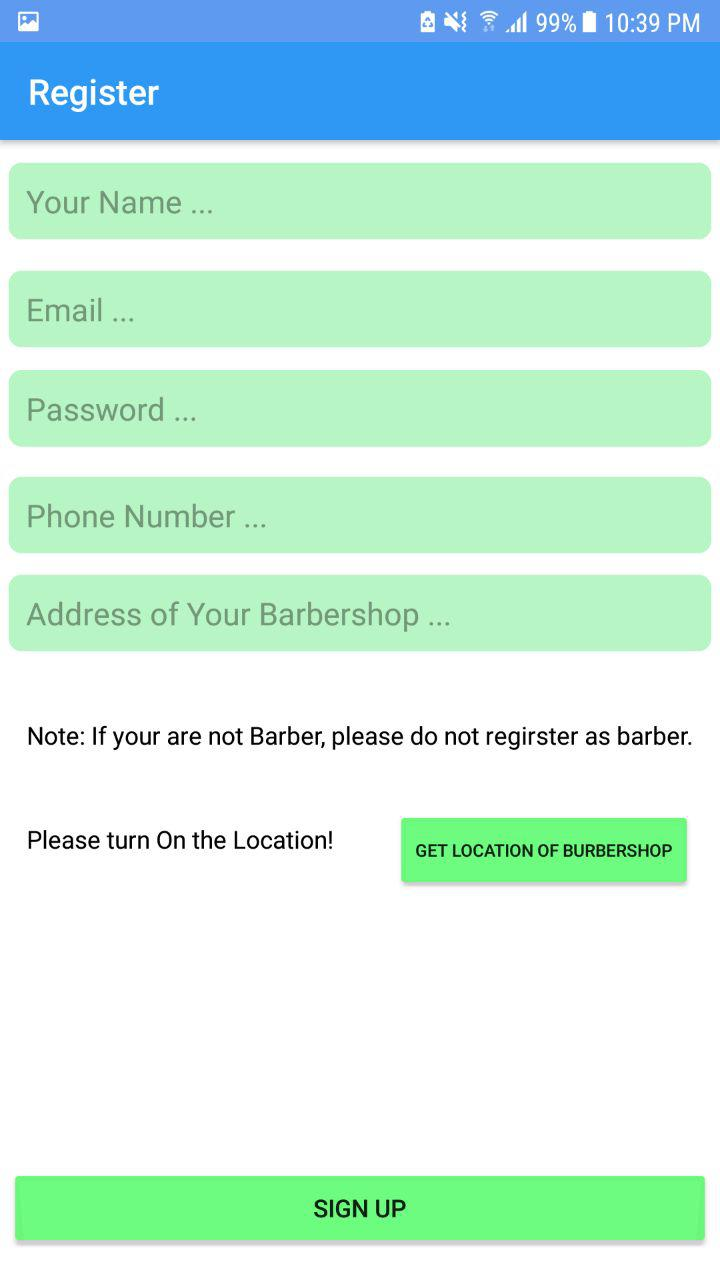 99% 10:39 PM
Register
Your Name ...
Email ...
Password ...
Phone Number ...
Address of Your Barbershop ...
Note: If your are not Barber, please do not regirster as barber.
Please turn On the Location!
GET LOCATION OF BURBERSHOP
SIGN UP